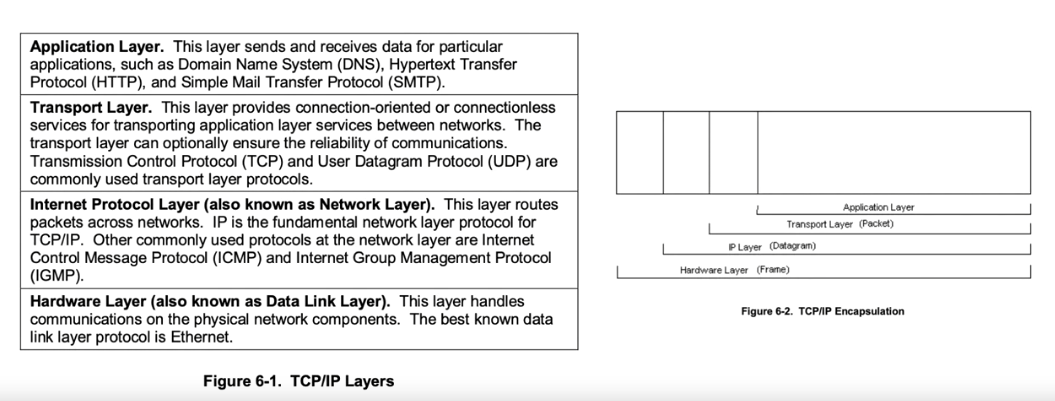 Application Layer. This layer sends and receives data for particular
applications, such as Domain Name System (DNS), Hypertext Transfer
Protocol (HTTP), and Simple Mail Transfer Protocol (SMTP).
Transport Layer. This layer provides connection-oriented or connectionless
services for transporting application layer services between networks. The
transport layer can optionally ensure the reliability of communications.
Transmission Control Protocol (TCP) and User Datagram Protocol (UDP) are
commonly used transport layer protocols.
Internet Protocol Layer (also known as Network Layer). This layer routes
packets across networks. IP is the fundamental network layer protocol for
TCP/IP. Other commonly used protocols at the network layer are Internet
Control Message Protocol (ICMP) and Internet Group Management Protocol
(IGMP).
Hardware Layer (also known as Data Link Layer). This layer handles
communications on the physical network components. The best known data
link layer protocol is Ethernet.
Figure 6-1. TCP/IP Layers
Application Layer
Transport Layer (Packet)
IP Layer (Datagram)
Hardware Layer (Frame)
Figure 6-2. TCP/IP Encapsulation